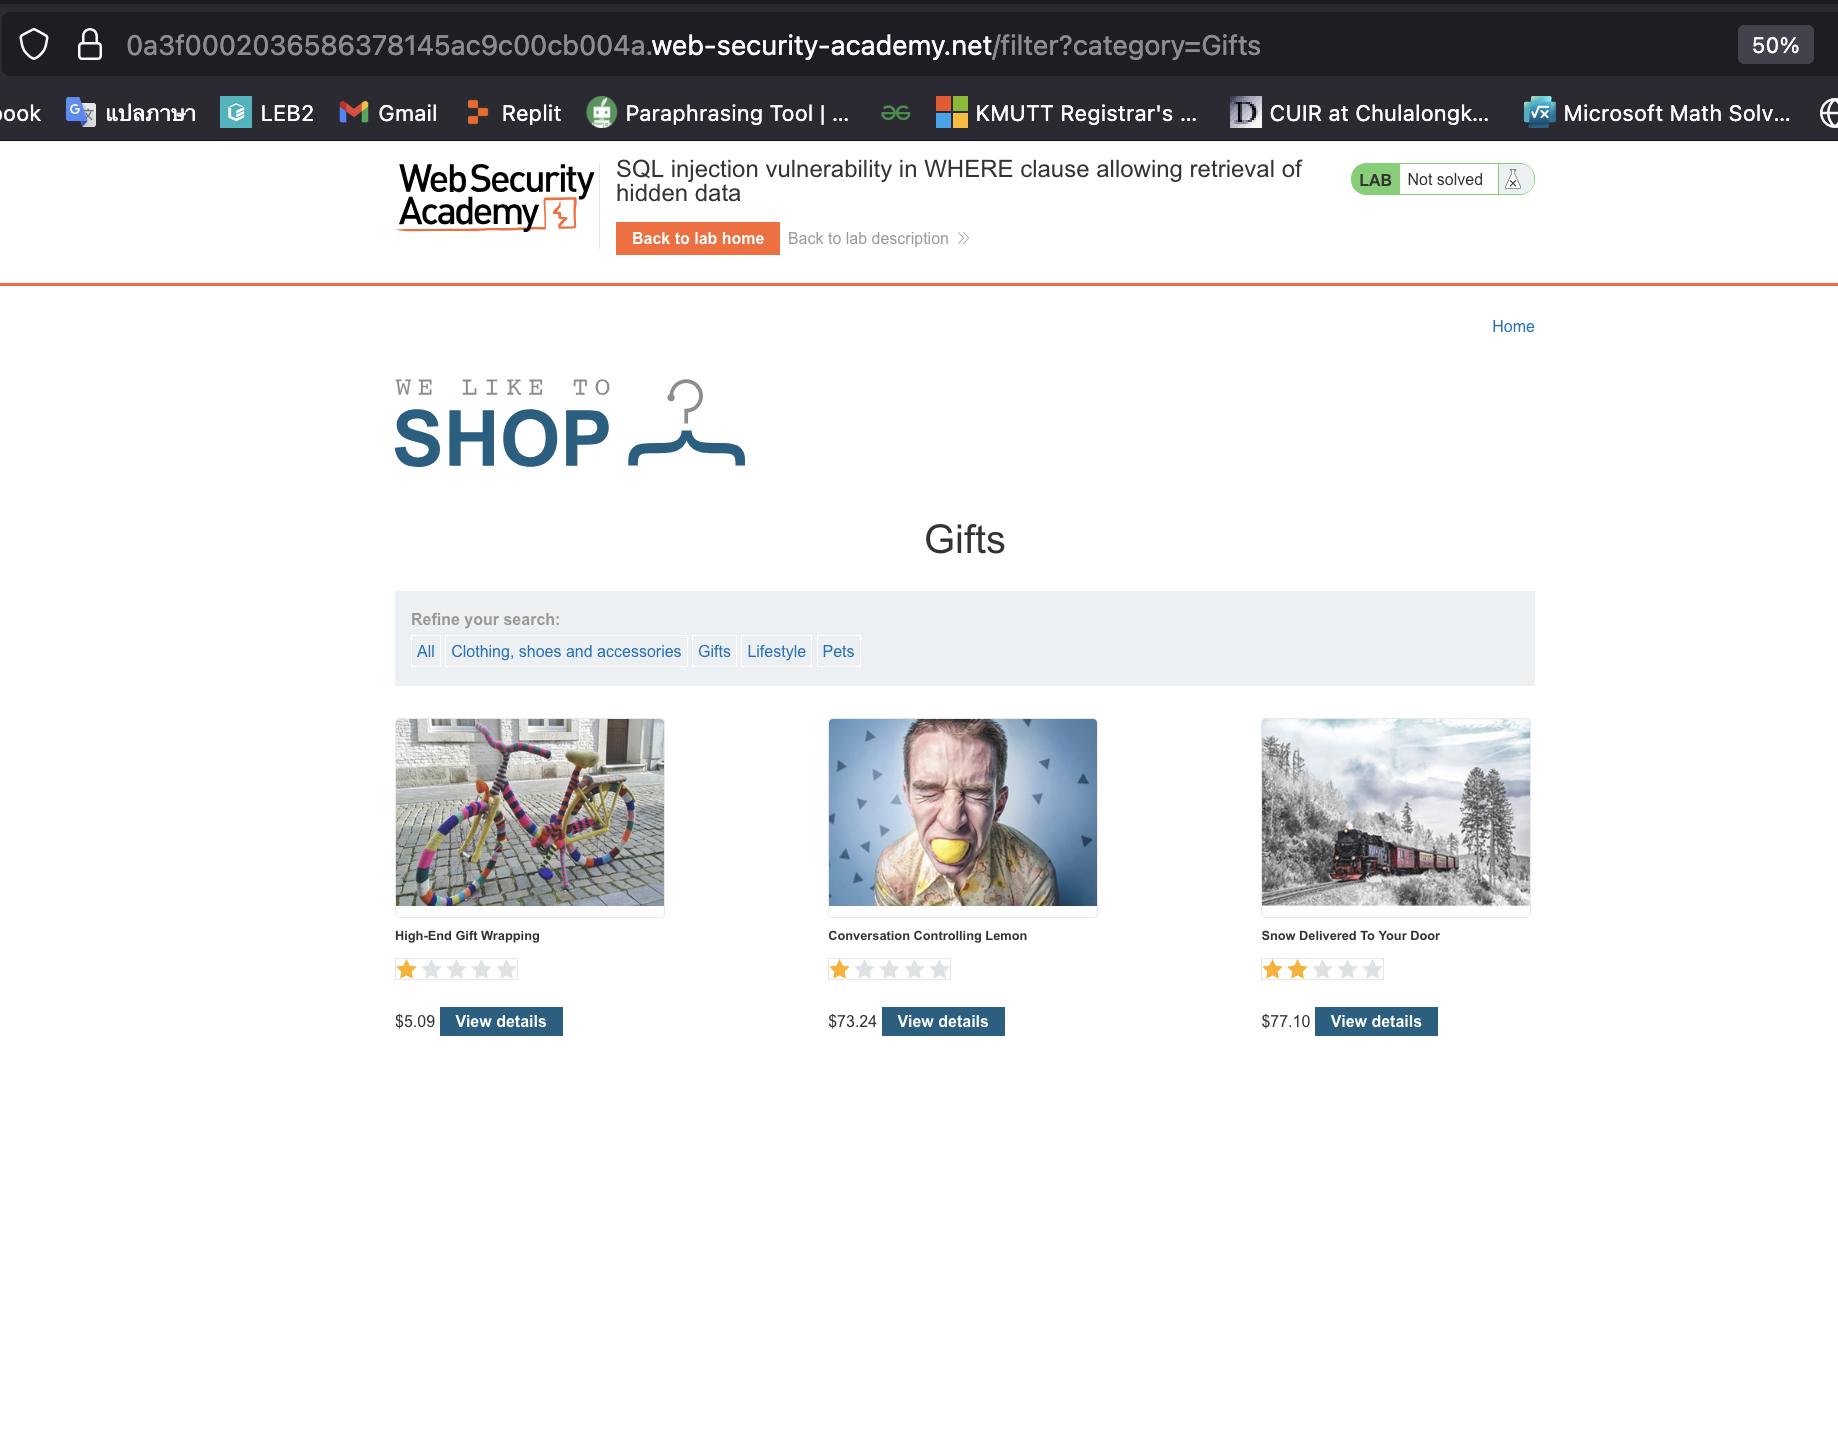 0a3f0002036586378145ac9c00cb004a.web-security-academy.net/filter?category=Gifts
50%
book
แปลภาษา
LEB2
Gmail
Replit
Paraphrasing Tool | ...
KMUTT Registrar's ...
CUIR at Chulalongk...
Microsoft Math Solv...
Web Security
Academy
SQL injection vulnerability in WHERE clause allowing retrieval of
hidden data
Back to lab home
Back to lab description
LAB
Not solved
Home
WE LIKE TO
SHOP
Gifts
Refine your search:
All
Clothing, shoes and accessories
Gifts
Lifestyle
Pets
High-End Gift Wrapping
$5.09
View details
Conversation Controlling Lemon
$73.24
View details
Snow Delivered To Your Door
$77.10
View details